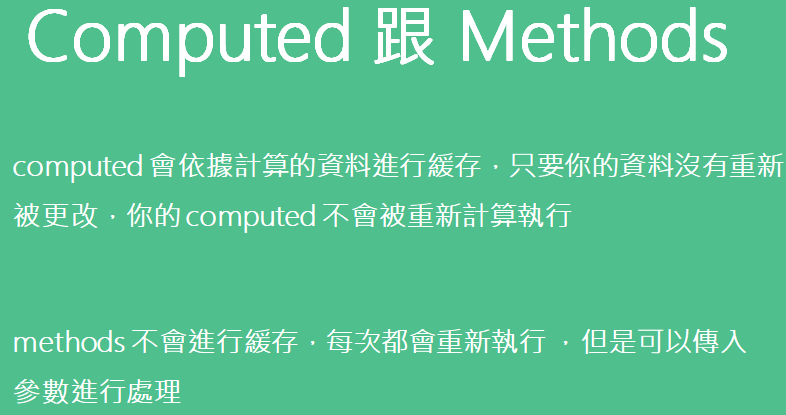 Computed 跟 Methods
computed 會依據計算的資料進行緩存，只要你的資料沒有重新
被更改，你的 computed 不會被重新計算執行
methods 不會進行緩存，每次都會重新執行 ，但是可以傳入
參數進行處理